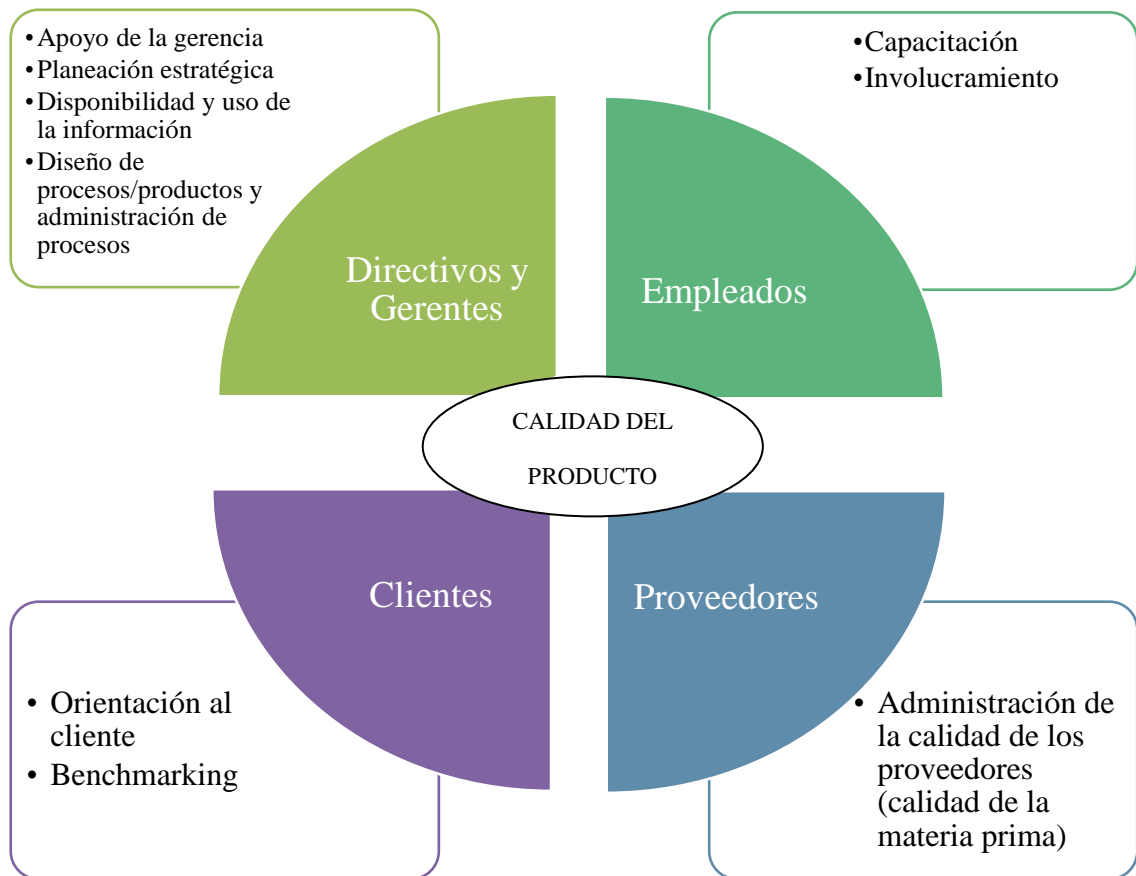 •Apoyo de la gerencia
•Planeación estratégica
•Disponibilidad y uso de
la información
•Diseño de
procesos/productos y
administración de
procesos
•Capacitación
•Involucramiento
Directivos y
Gerentes
Empleados
CALIDAD DEL
PRODUCTO
Clientes
Proveedores
• Orientación al
cliente
• Benchmarking
• Administración de
la calidad de los
proveedores
(calidad de la
materia prima)